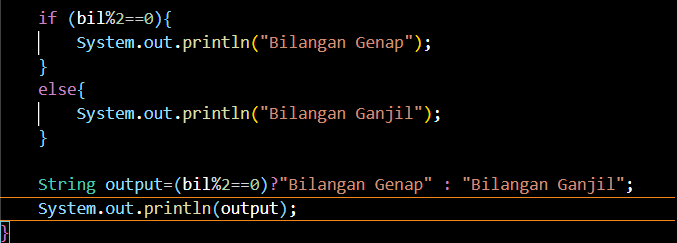 if (bil%2==0){
System.out.println("Bilangan Genap");
}
else{
System.out.println("Bilangan Ganjil");
}
String output=(bil%2==0)?"Bilangan Genap" : "Bilangan Ganjil";
System.out.println(output);
}